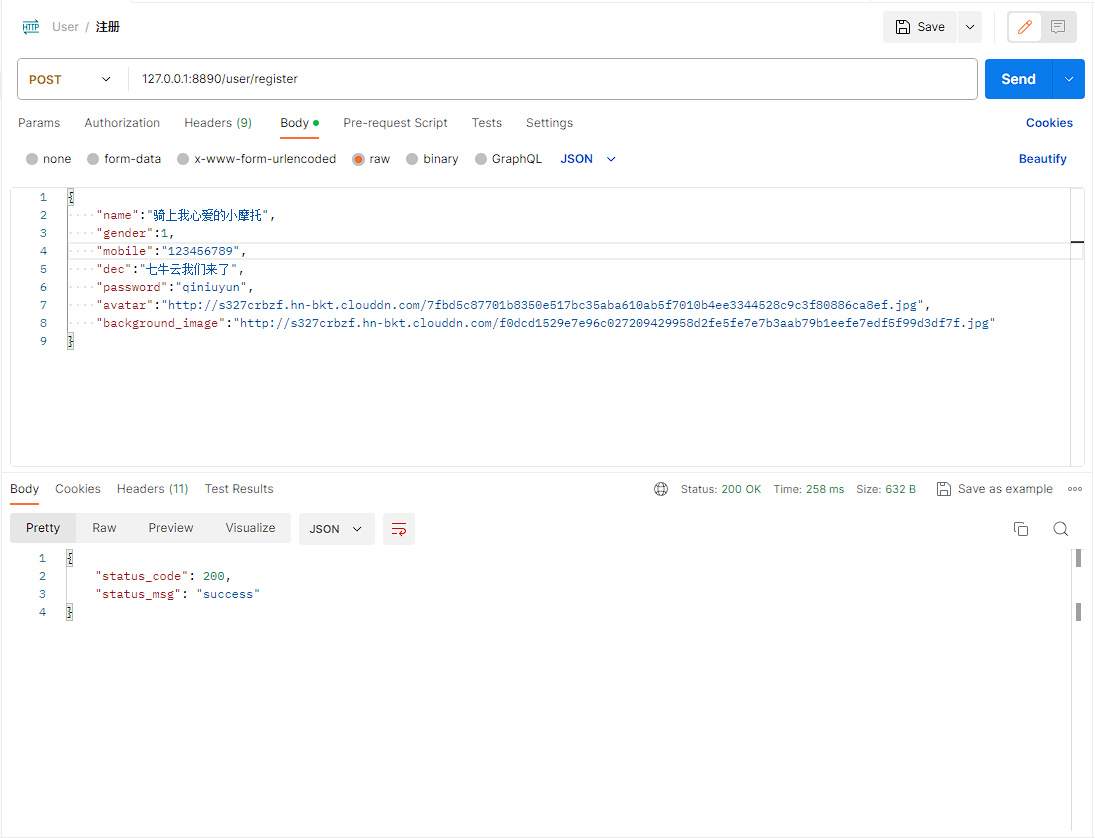 HTTP User / 注册 Save
POST 127.0.0.1:8890/user/register Send
Params Authorization Headers (9) Body Pre-request Script Tests Settings Cookies
none form-data x-www-form-urlencoded raw binary GraphQL JSON Beautify
1 {
2 "name":"骑上我心爱的小摩托",
3 "gender":1,
4 "mobile":"123456789",
5 "dec":"七牛云我们来了",
6 "password":"qiniuyun",
7 "avatar":"http://s327crbzf.hn-bkt.clouddn.com/7fbd5c87701b8350e517bc35aba610ab5f7010b4ee3344528c9c3f80886ca8ef.jpg",
8 "background_image":"http://s327crbzf.hn-bkt.clouddn.com/f0dcd1529e7e96c027209429958d2fe5fe7e7b3aab79b1eefe7edf5f99d3df7f.jpg"
9 }
Body Cookies Headers (11) Test Results Status: 200 OK Time: 258 ms Size: 632 B Save as example
Pretty Raw Preview Visualize JSON
1 {
2 "status_code": 200,
3 "status_msg": "success"
4 }